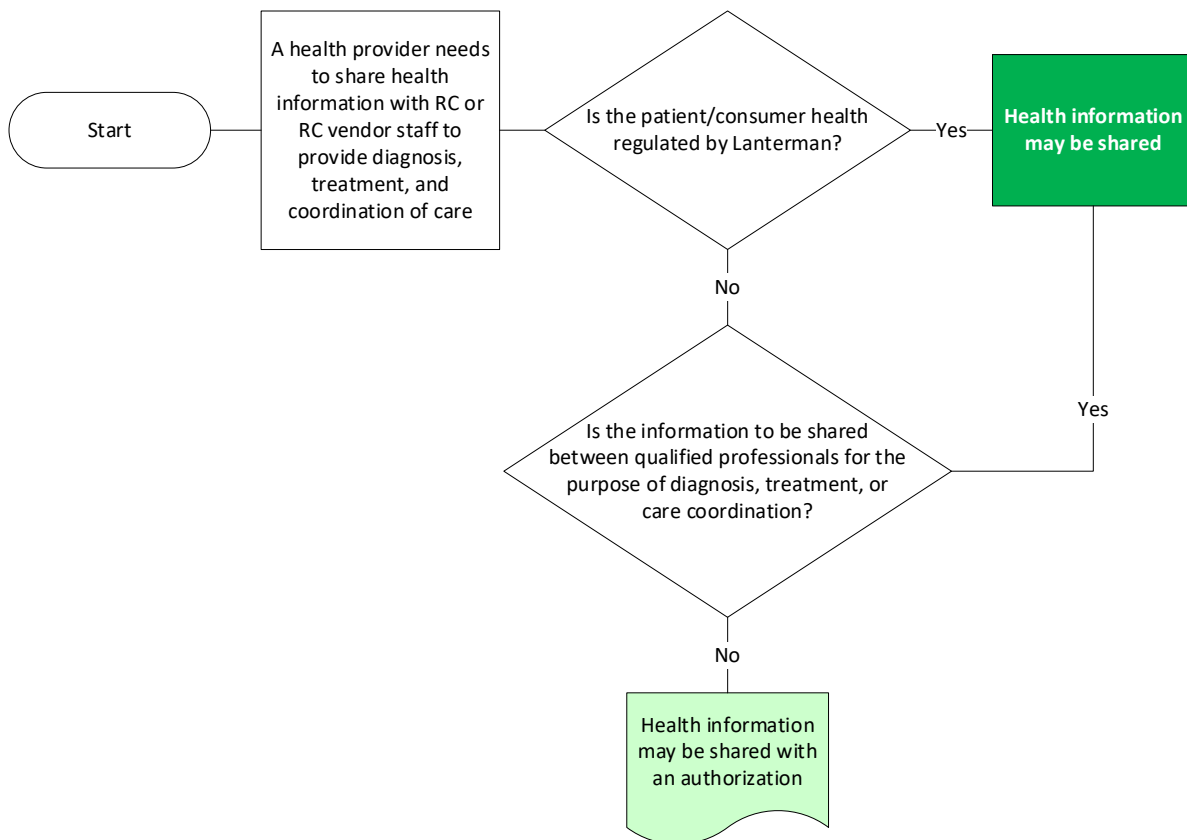 Start
A health provider needs
to share health
information with RC or
RC vendor staff to
provide diagnosis,
treatment, and
coordination of care
Is the patient/consumer health
regulated by Lanterman?
Yes
Health information
may be shared
No
Yes
Is the information to be shared
between qualified professionals for the
purpose of diagnosis, treatment, or
care coordination?
No
Health information
may be shared with
an authorization